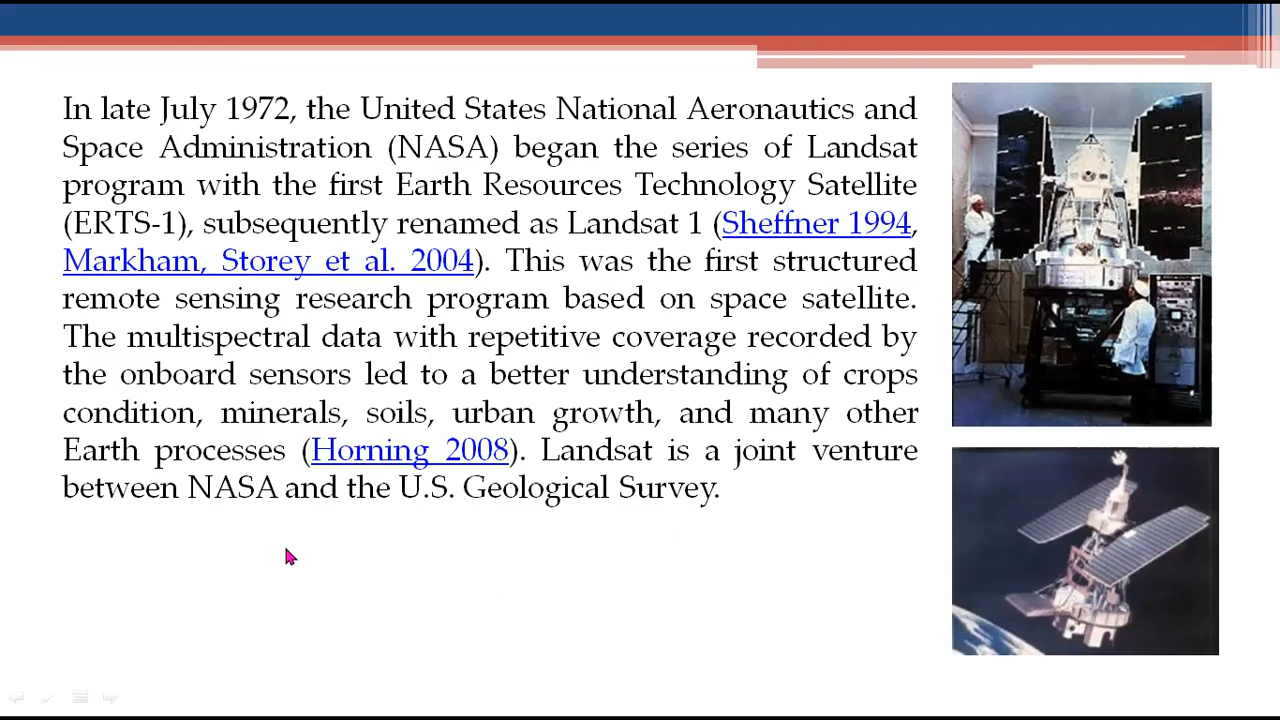 In late July 1972, the United States National Aeronautics and
Space Administration (NASA) began the series of Landsat
program with the first Earth Resources Technology Satellite
(ERTS-1), subsequently renamed as Landsat 1 (Sheffner 1994,
Markham, Storey et al. 2004). This was the first structured
remote sensing research program based on space satellite.
The multispectral data with repetitive coverage recorded by
the onboard sensors led to a better understanding of crops
condition, minerals, soils, urban growth, and many other
Earth processes (Horning 2008). Landsat is a joint venture
between NASA and the U.S. Geological Survey.